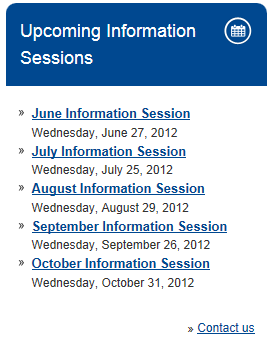 Upcoming Information
Sessions
» June Information Session
Wednesday, June 27, 2012
» July Information Session
Wednesday, July 25, 2012
» August Information Session
Wednesday, August 29, 2012
» September Information Session
Wednesday, September 26, 2012
» October Information Session
Wednesday, October 31, 2012
» Contact us